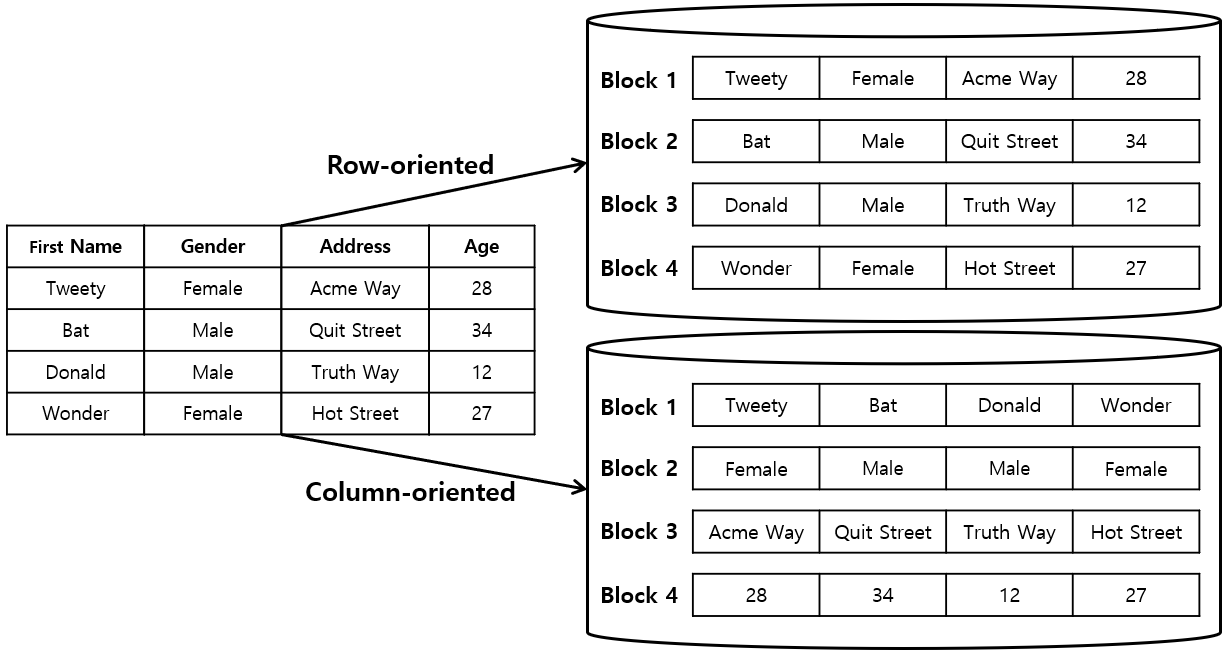 First Name Gender Address Age
Tweety Female Acme Way 28
Bat Male Quit Street 34
Donald Male Truth Way 12
Wonder Female Hot Street 27
Row-oriented
Block 1 Tweety Female Acme Way 28
Block 2 Bat Male Quit Street 34
Block 3 Donald Male Truth Way 12
Block 4 Wonder Female Hot Street 27
Column-oriented
Block 1 Tweety Bat Donald Wonder
Block 2 Female Male Male Female
Block 3 Acme Way Quit Street Truth Way Hot Street
Block 4 28 34 12 27